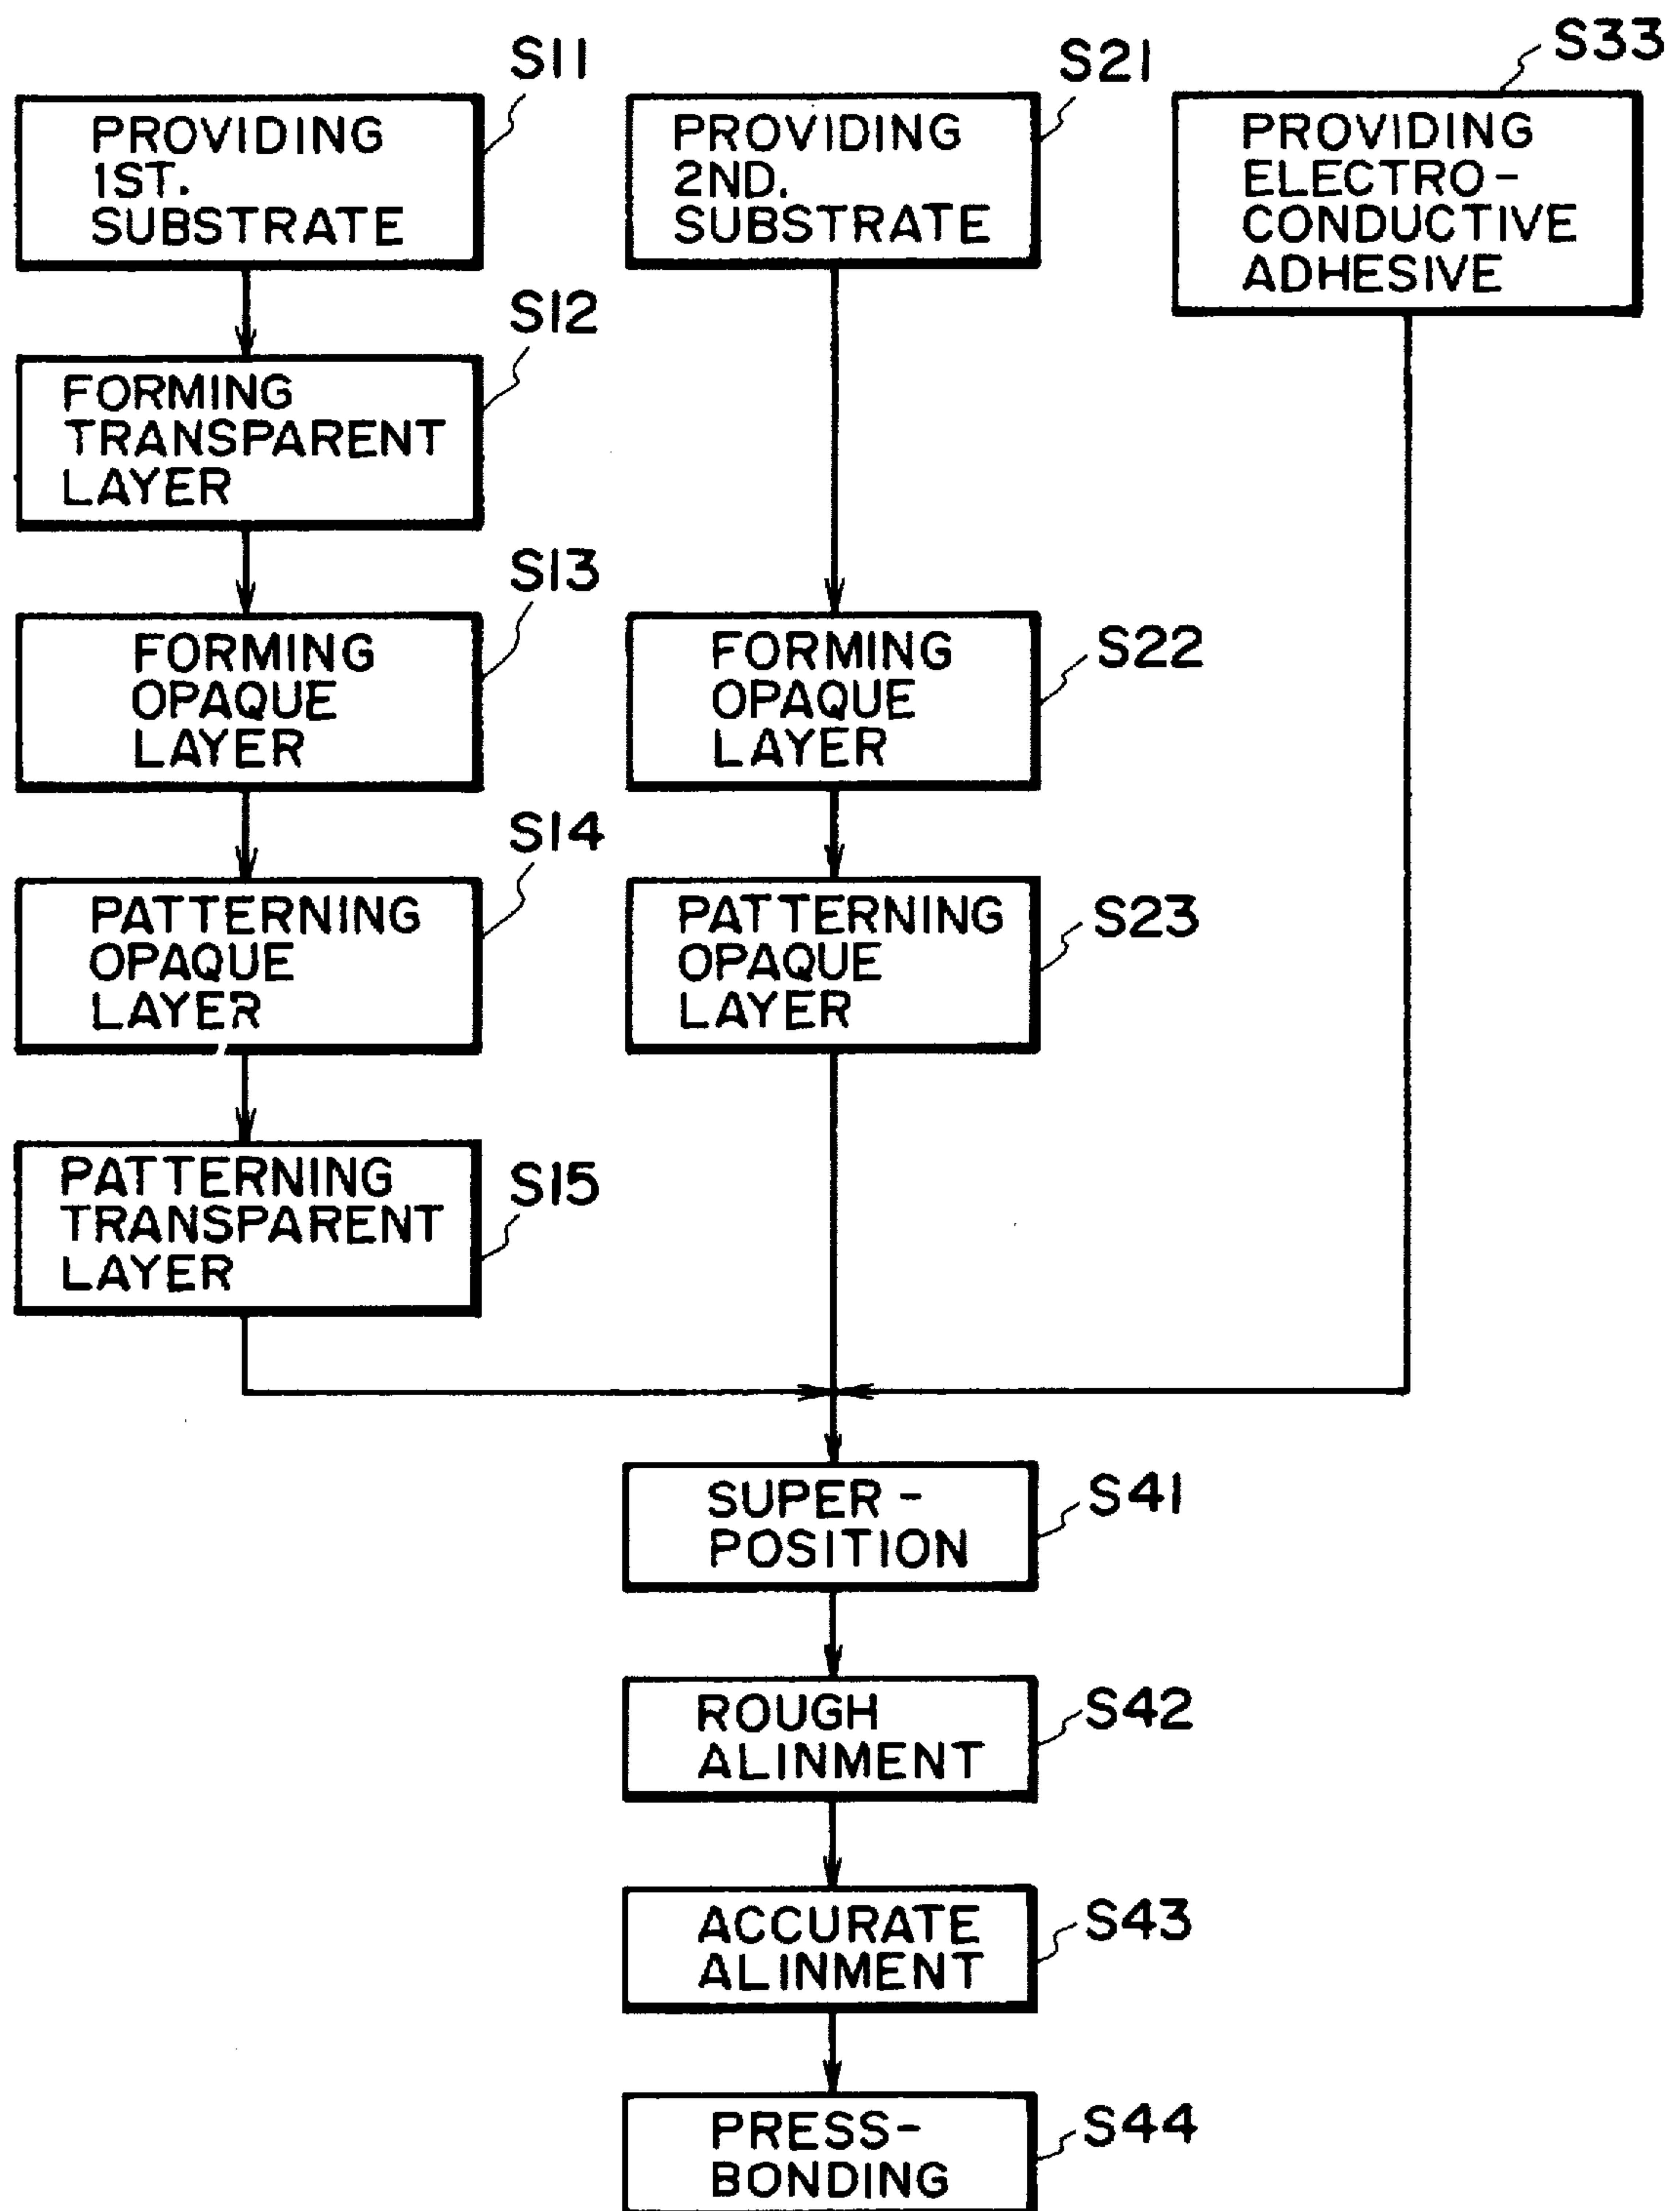 S11
PROVIDING
1ST.
SUBSTRATE
S21
PROVIDING
2ND.
SUBSTRATE
S33
PROVIDING
ELECTRO-
CONDUCTIVE
ADHESIVE
S12
FORMING
TRANSPARENT
LAYER
S13
FORMING
OPAQUE
LAYER
S22
FORMING
OPAQUE
LAYER
S14
PATTERNING
OPAQUE
LAYER
S23
PATTERNING
OPAQUE
LAYER
S15
PATTERNING
TRANSPARENT
LAYER
S41
SUPER-
POSITION
S42
ROUGH
ALINMENT
S43
ACCURATE
ALINMENT
S44
PRESS-
BONDING